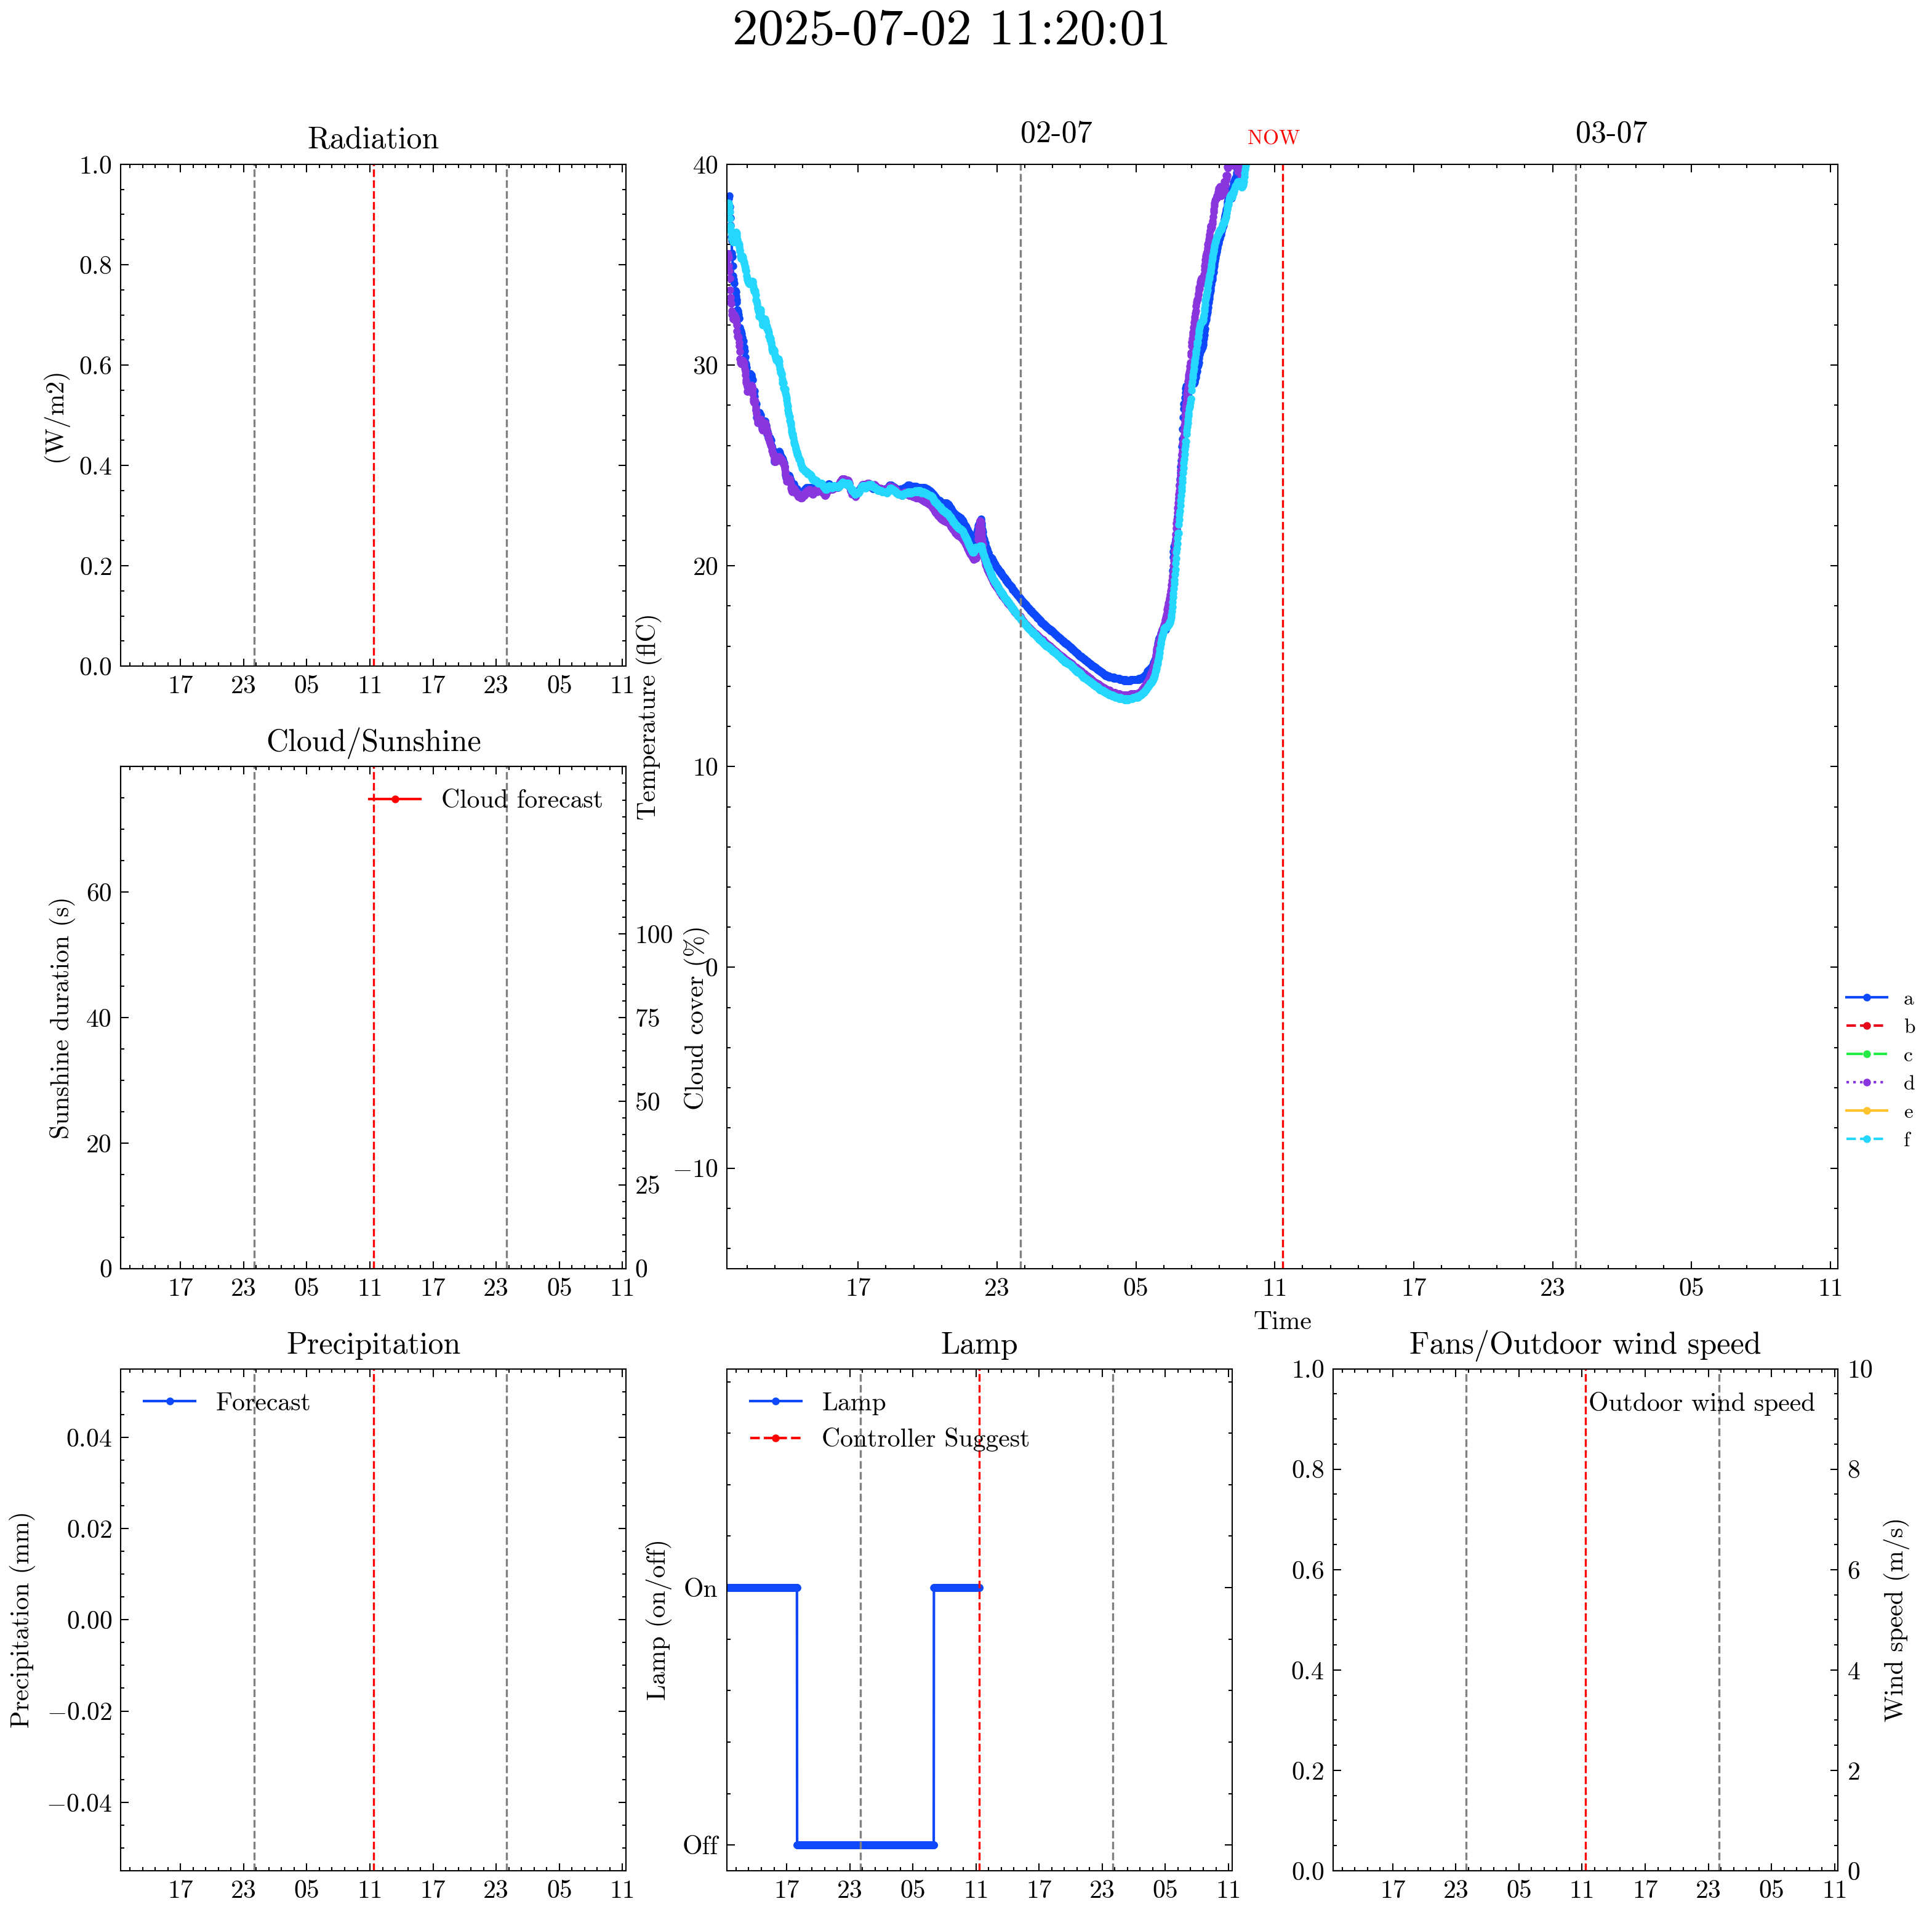 2025-07-02 11:20:01
Radiation
1.0
0.8
0.6
0.4
0.2
0.0
(W/m2)
17 23 05 11 17 23 05 11
02-07 NOW 03-07
40
30
20
10
0
−10
Temperature (flC)
17 23 05 11 17 23 05 11
Time
a
b
c
d
e
f
Cloud/Sunshine
Cloud forecast
60
40
20
0
Sunshine duration (s)
100
75
50
25
0
Cloud cover (%)
17 23 05 11 17 23 05 11
Precipitation
Forecast
0.04
0.02
0.00
−0.02
−0.04
Precipitation (mm)
17 23 05 11 17 23 05 11
Lamp
Lamp
Controller Suggest
On
Off
Lamp (on/off)
17 23 05 11 17 23 05 11
Fans/Outdoor wind speed
Outdoor wind speed
1.0
0.8
0.6
0.4
0.2
0.0
10
8
6
4
2
0
Wind speed (m/s)
17 23 05 11 17 23 05 11